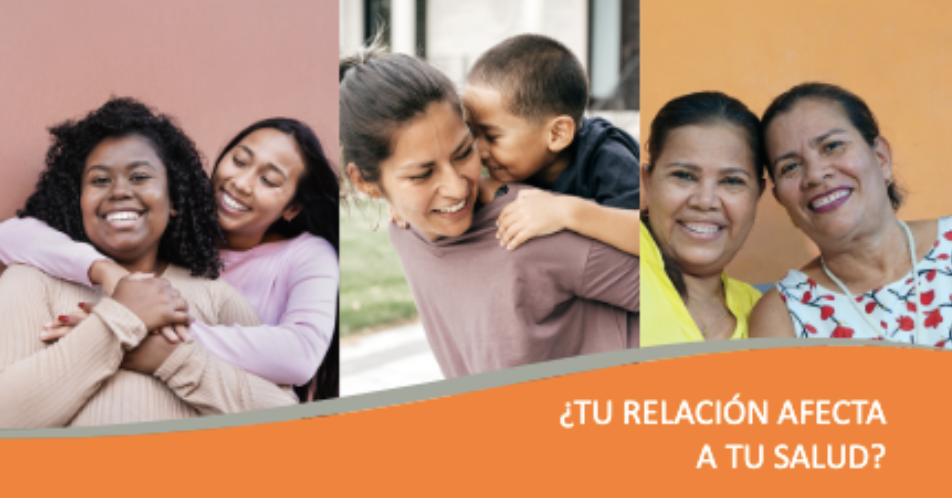 ¿TU RELACIÓN AFECTA
A TU SALUD?